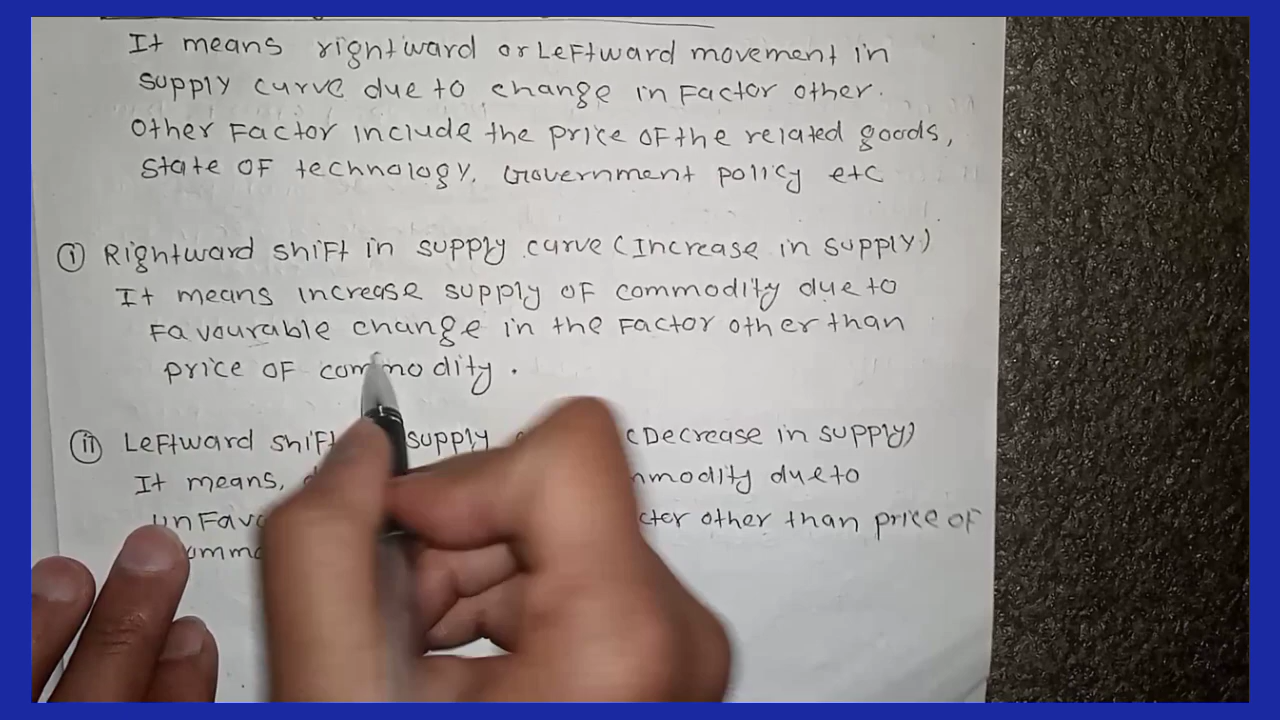 It means rightward or Leftward movement in
supply curve due to change in Factor other.
Other Factor include the price of the related goods,
State of technology, Government policy etc
(i) Rightward shift in supply curve (Increase in supply)
It means increase supply of commodity due to
Favourable change in the Factor other than
price of commodity.
(ii) Leftward shift supply (Decrease in supply)
It means, due to
other than price of